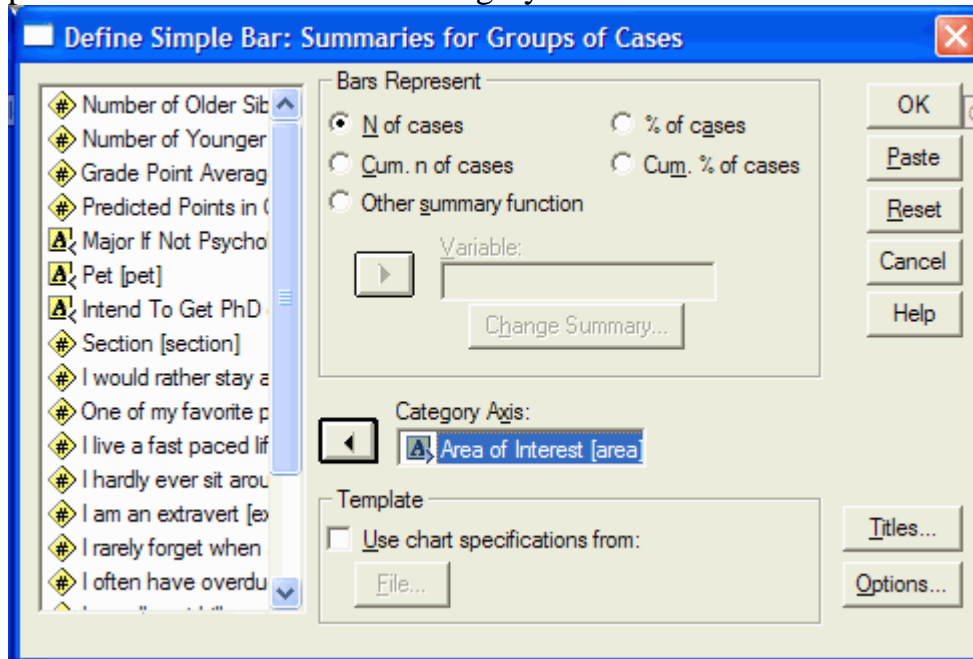 Define Simple Bar: Summaries for Groups of Cases
Number of Older Sib
Number of Younger
Grade Point Averag
Predicted Points in
Major If Not Psycho
Pet [pet]
Intend To Get PhD
Section [section]
I would rather stay a
One of my favorite p
I live a fast paced lif
I hardly ever sit arou
I am an extravert [ex
I rarely forget when
I often have overdu
Bars Represent
N of cases
% of cases
Cum. n of cases
Cum. % of cases
Other summary function
Variable:
Change Summary...
Category Axis:
Area of Interest [area]
Template
Use chart specifications from:
File...
OK
Paste
Reset
Cancel
Help
Titles...
Options...